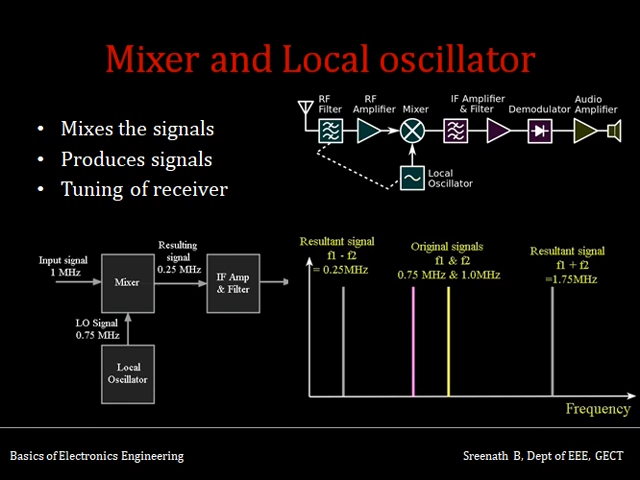 Mixer and Local oscillator
• Mixes the signals
• Produces signals
• Tuning of receiver
RF
Filter
RF
Amplifier
Mixer
IF Amplifier
& Filter
Demodulator
Audio
Amplifier
Local
Oscillator
Input signal
1 MHz
Resulting
signal
0.25 MHz
Mixer
IF Amp
& Filter
LO Signal
0.75 MHz
Local
Oscillator
Resultant signal
f1 - f2
= 0.25MHz
Original signals
f1 & f2
0.75 MHz & 1.0MHz
Resultant signal
f1 + f2
=1.75MHz
Frequency
Basics of Electronics Engineering
Sreenath B, Dept of EEE, GECT